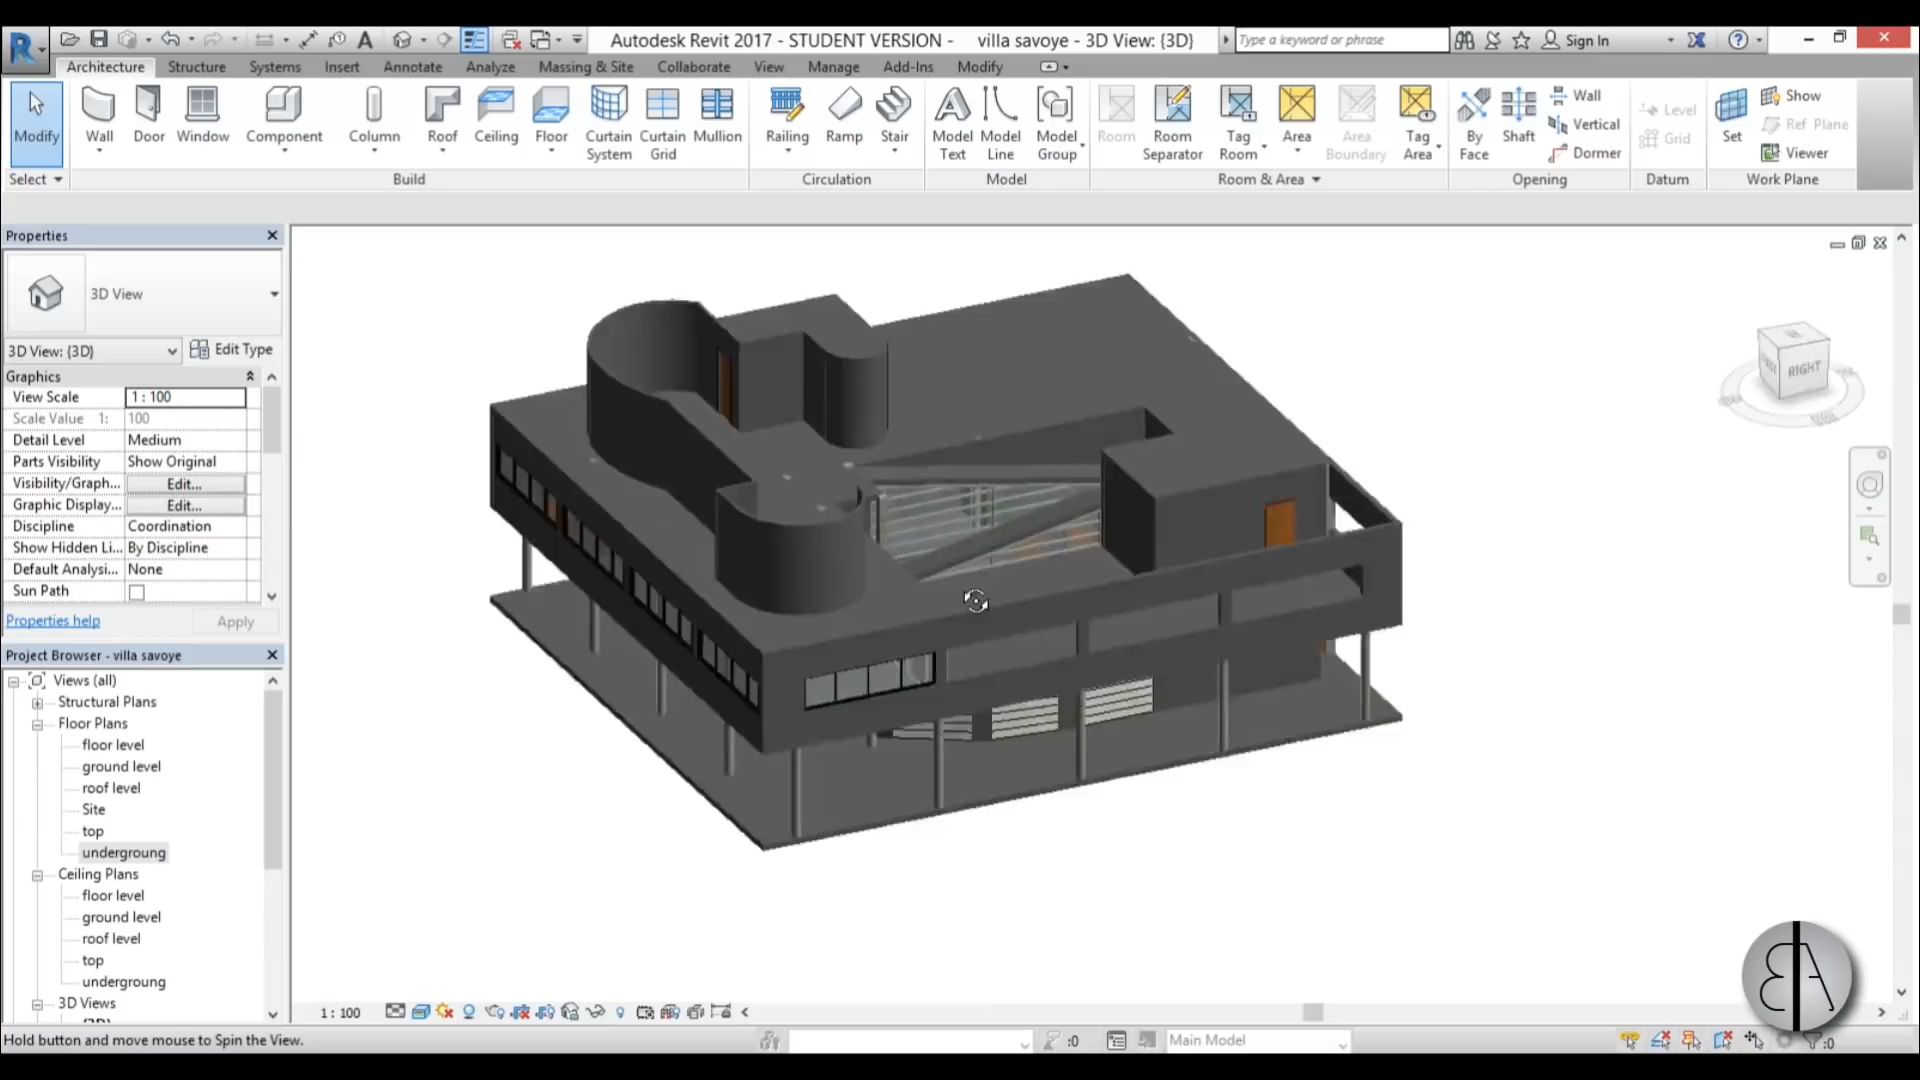 Autodesk Revit 2017 - STUDENT VERSION - villa savoye - 3D View: {3D}
Type a keyword or phrase
Sign In
Architecture Structure Systems Insert Annotate Analyze Massing & Site Collaborate View Manage Add-Ins Modify
Modify Wall Door Window Component Column Roof Ceiling Floor Curtain System Curtain Grid Mullion Railing Ramp Stair Model Text Model Line Model Group Room Room Separator Tag Room Area Area Boundary Tag Area By Face Shaft Wall Vertical Dormer Level Grid Set Show Ref Plane Viewer
Select Build Circulation Model Room & Area Opening Datum Work Plane
Properties
3D View
3D View: {3D} Edit Type
Graphics
View Scale 1 : 100
Scale Value 1: 100
Detail Level Medium
Parts Visibility Show Original
Visibility/Graph... Edit...
Graphic Display... Edit...
Discipline Coordination
Show Hidden Li... By Discipline
Default Analysi... None
Sun Path
Properties help Apply
Project Browser - villa savoye
Views (all)
Structural Plans
Floor Plans
floor level
ground level
roof level
Site
top
undergroung
Ceiling Plans
floor level
ground level
roof level
top
undergroung
3D Views
RIGHT
1 : 100
Hold button and move mouse to Spin the View.
:0
Main Model
:0